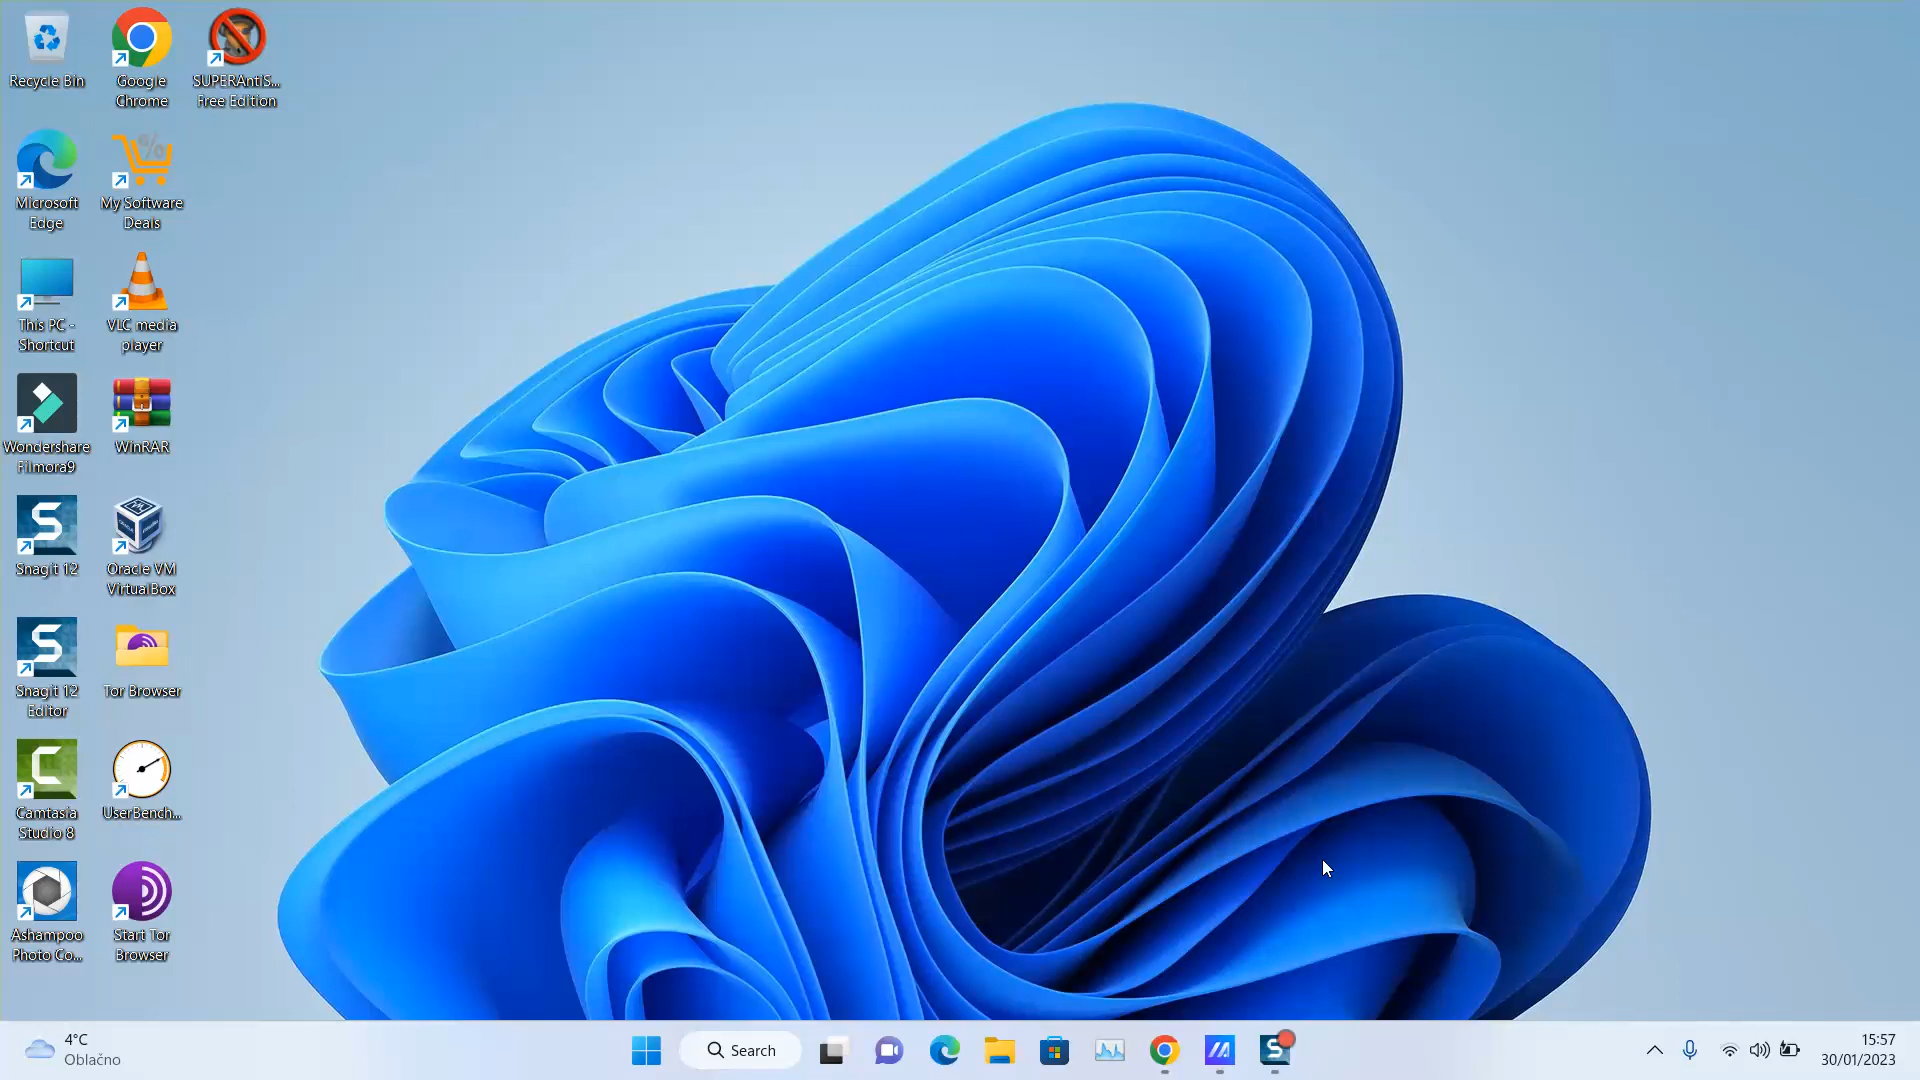 Recycle Bin
Google
Chrome
SUPERAntiS...
Free Edition
Microsoft
Edge
My Software
Deals
This PC -
Shortcut
VLC media
player
Wondershare
Filmora9
WinRAR
Snagit 12
Oracle VM
VirtualBox
Snagit 12
Editor
Tor Browser
Camtasia
Studio 8
UserBench...
Ashampoo
Photo Co...
Start Tor
Browser
4°C
Oblačno
Search
15:57
30/01/2023